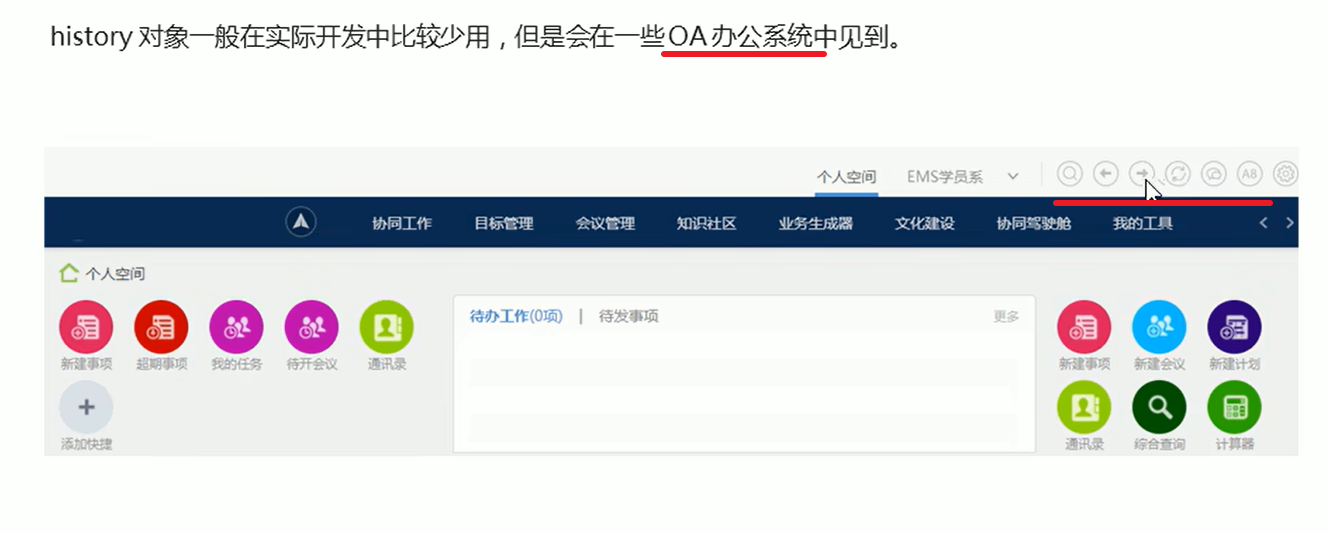 history 对象一般在实际开发中比较少用，但是会在一些OA 办公系统中见到。
个人空间 EMS学员系
A8
协同工作 目标管理 会议管理 知识社区 业务生成器 文化建设 协同驾驶舱 我的工具
个人空间
待办工作(0项) | 待发事项 更多
新建事项 超期事项 我的任务 待开会议 通讯录
新建事项 新建会议 新建计划
添加快捷
通讯录 综合查询 计算器